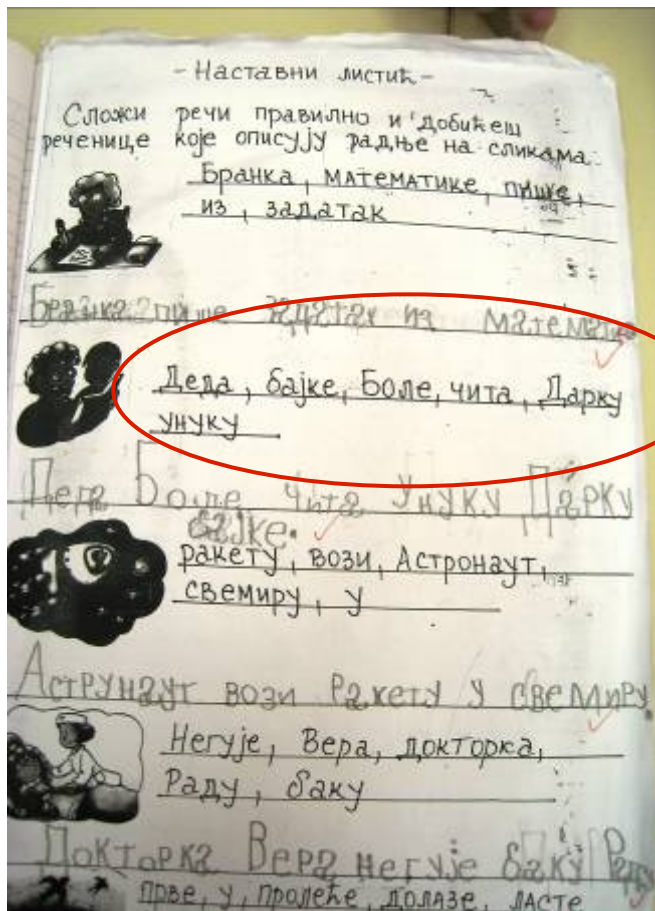 - Наставни листић -
Сложи речи правилно и добићеш
реченице које описују радње на сликама.
Бранка, математике, пише,
из, задатак
Бранка пише задатак из математике
Деда, бајке, Боле, чита, Дарку
унуку
Деда Боле чита унуку Дарку
бајке.
ракету, вози, Астронаут,
свемиру, у
Аструнаут вози ракету у свемиру.
Негује, Вера, докторка,
Раду, баку
Докторка Вера негује баку Раду
прве, у, пролеће, долазе, ласте